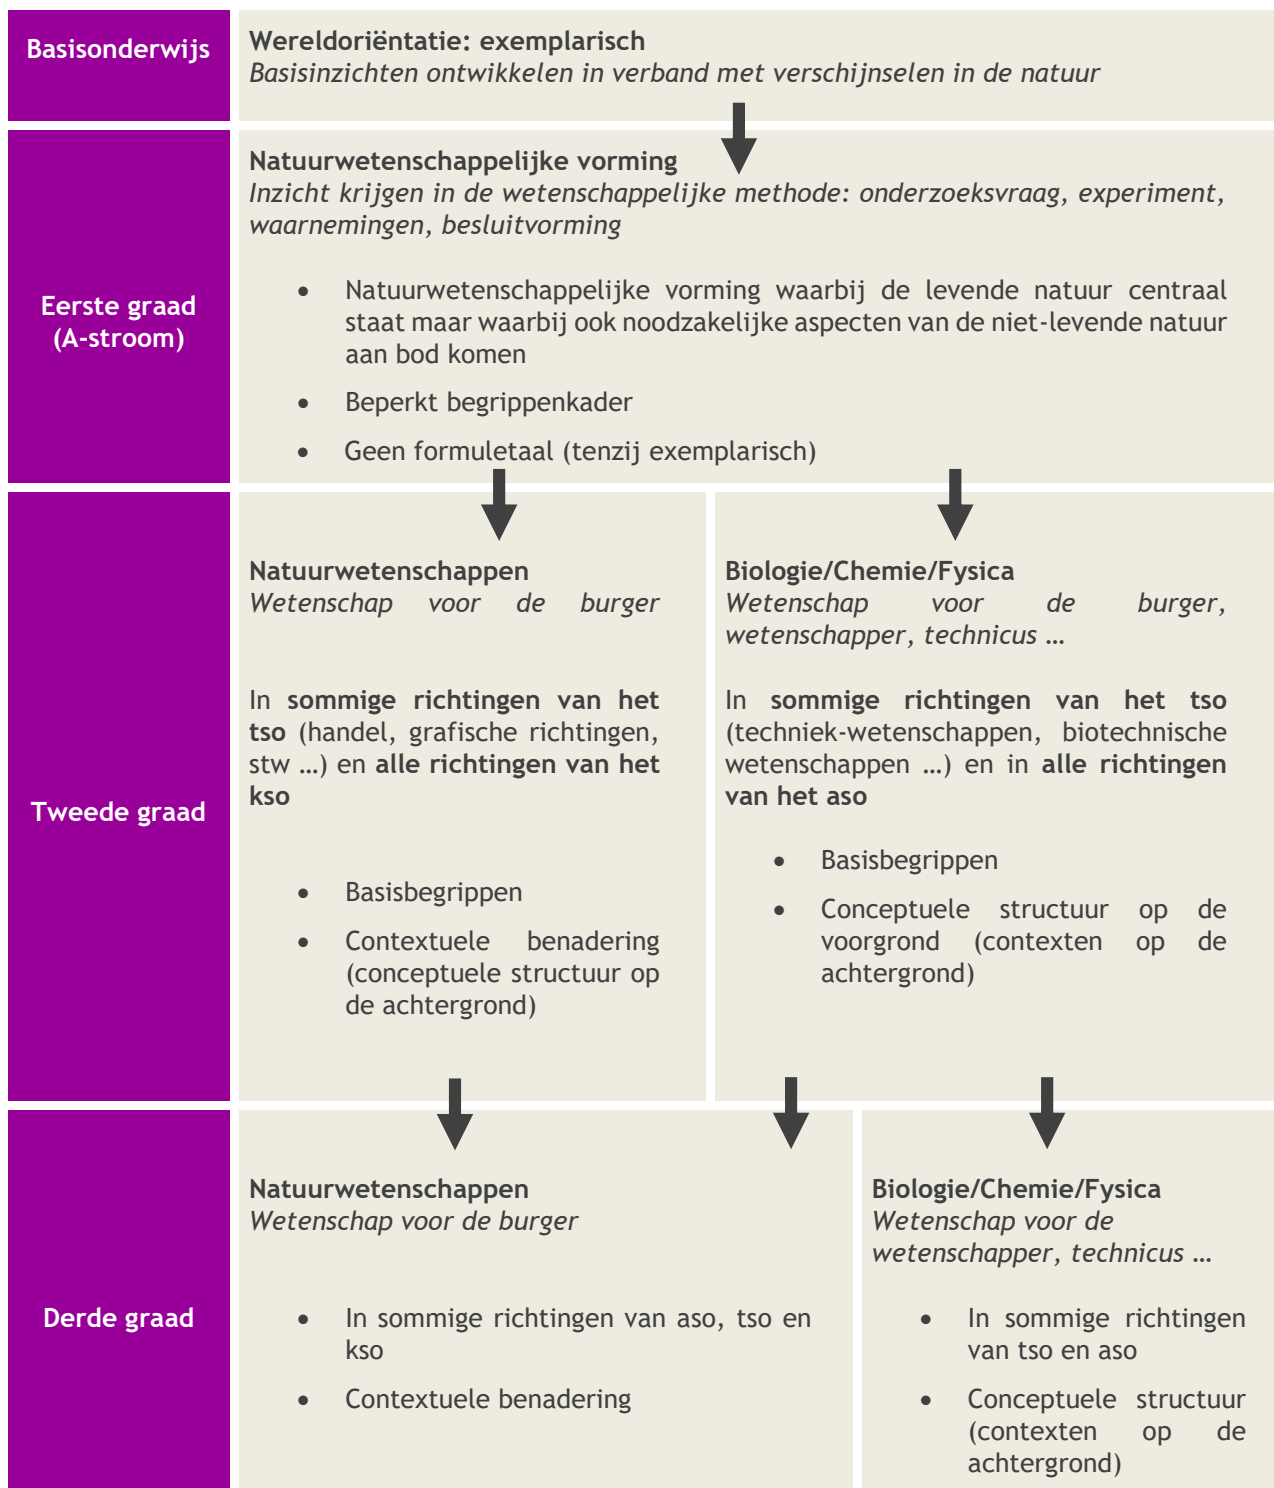 Basisonderwijs
Wereldoriëntatie: exemplarisch
Basisinzichten ontwikkelen in verband met verschijnselen in de natuur
Eerste graad
(A-stroom)
Natuurwetenschappelijke vorming
Inzicht krijgen in de wetenschappelijke methode: onderzoeksvraag, experiment,
waarnemingen, besluitvorming
• Natuurwetenschappelijke vorming waarbij de levende natuur centraal
staat maar waarbij ook noodzakelijke aspecten van de niet-levende natuur
aan bod komen
• Beperkt begrippenkader
• Geen formuletaal (tenzij exemplarisch)
Tweede graad
Natuurwetenschappen
Wetenschap voor de burger
In sommige richtingen van het
tso (handel, grafische richtingen,
stw …) en alle richtingen van het
kso
• Basisbegrippen
• Contextuele benadering
(conceptuele structuur op
de achtergrond)
Biologie/Chemie/Fysica
Wetenschap voor de burger,
wetenschapper, technicus …
In sommige richtingen van het tso
(techniek-wetenschappen, biotechnische
wetenschappen …) en in alle richtingen
van het aso
• Basisbegrippen
• Conceptuele structuur op de
voorgrond (contexten op de
achtergrond)
Derde graad
Natuurwetenschappen
Wetenschap voor de burger
• In sommige richtingen van aso, tso en
kso
• Contextuele benadering
Biologie/Chemie/Fysica
Wetenschap voor de
wetenschapper, technicus …
• In sommige richtingen
van tso en aso
• Conceptuele structuur
(contexten op de
achtergrond)